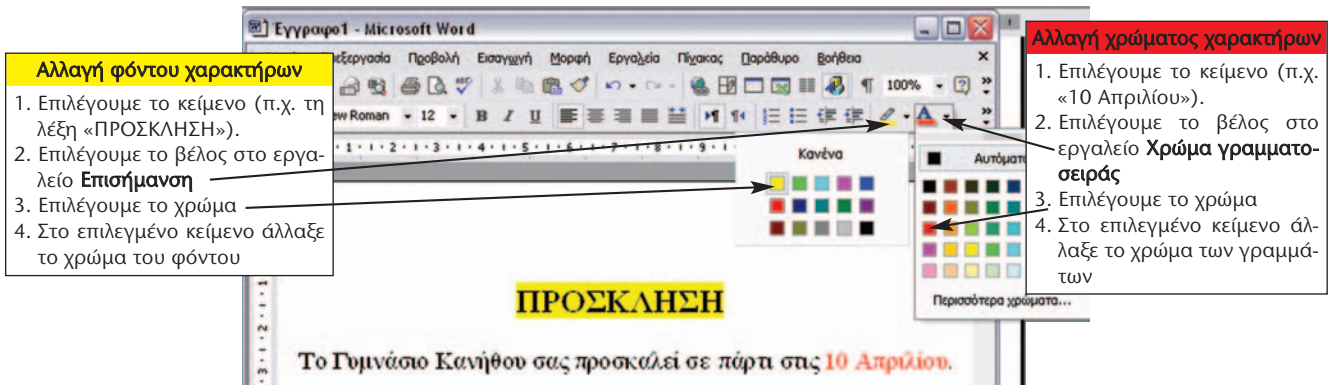 Έγγραφο1 - Microsoft Word
Προβολή Εισαγωγή Μορφή Εργαλεία Πίνακας Παράθυρο Βοήθεια
100%
New Roman 12 B I U
Αλλαγή φόντου χαρακτήρων
1. Επιλέγουμε το κείμενο (π.χ. τη
λέξη «ΠΡΟΣΚΛΗΣΗ»).
2. Επιλέγουμε το βέλος στο εργα-
λείο Επισήμανση
3. Επιλέγουμε το χρώμα
4. Στο επιλεγμένο κείμενο άλλαξε
το χρώμα του φόντου
Κανένα
Αυτόματο
Περισσότερα χρώματα...
Αλλαγή χρώματος χαρακτήρων
1. Επιλέγουμε το κείμενο (π.χ.
«10 Απριλίου»).
2. Επιλέγουμε το βέλος στο
εργαλείο Χρώμα γραμματο-
σειράς
3. Επιλέγουμε το χρώμα
4. Στο επιλεγμένο κείμενο άλ-
λαξε το χρώμα των γραμμά-
των
ΠΡΟΣΚΛΗΣΗ
Το Γυμνάσιο Κανήθου σας προσκαλεί σε πάρτι στις 10 Απριλίου.